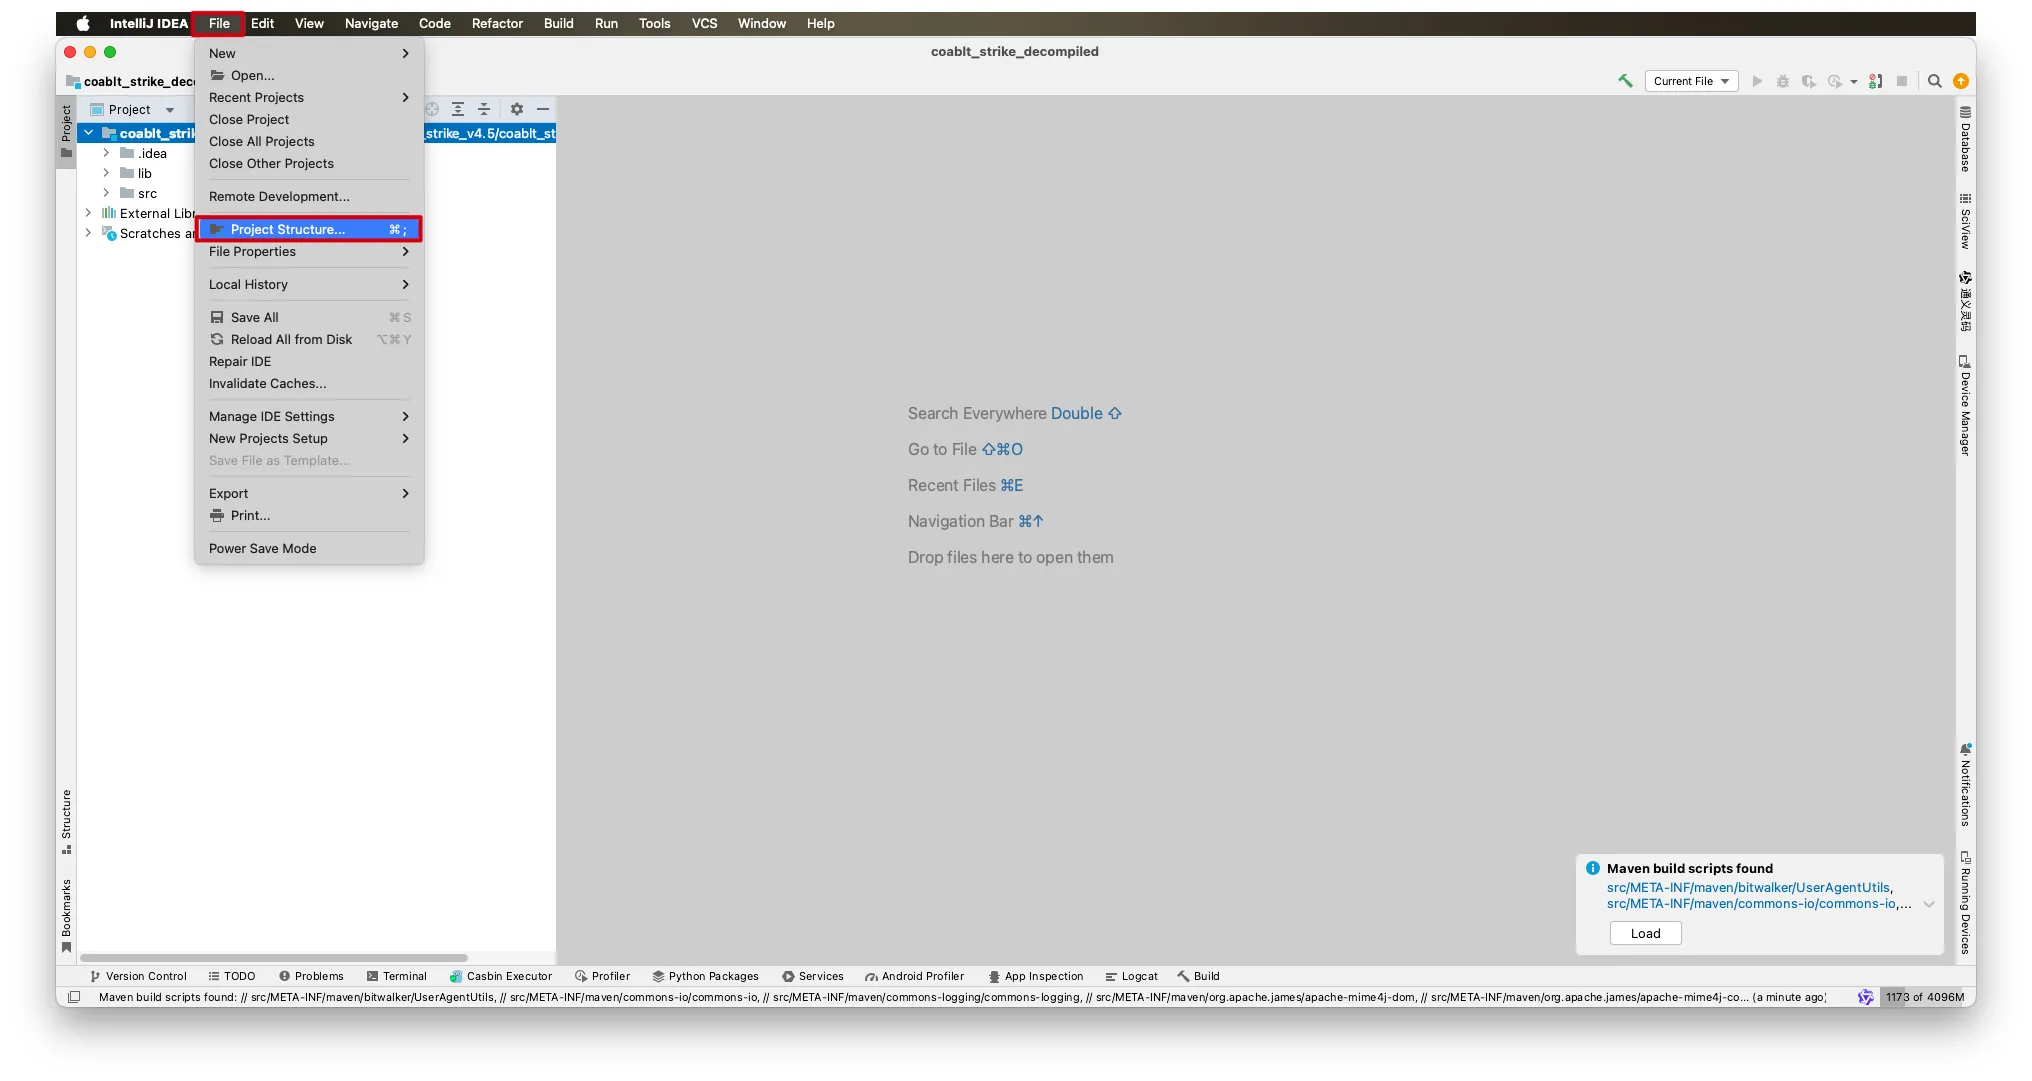 IntelliJ IDEA File Edit View Navigate Code Refactor Build Run Tools VCS Window Help
coablt_strike_decompiled
coablt_strike_dec
Current File
Project
coablt_stri
_strike_v4.5/coablt_st
.idea
lib
src
External Lib
Scratches a
New
Open...
Recent Projects
Close Project
Close All Projects
Close Other Projects
Remote Development...
Project Structure... ⌘ ;
File Properties
Local History
Save All ⌘ S
Reload All from Disk ⌥⌘ Y
Repair IDE
Invalidate Caches...
Manage IDE Settings
New Projects Setup
Save File as Template...
Export
Print...
Power Save Mode
Project
Structure
Bookmarks
Search Everywhere Double ⇧
Go to File ⇧⌘O
Recent Files ⌘E
Navigation Bar ⌘↑
Drop files here to open them
Database
SciView
通义灵码
Device Manager
Notifications
Running Devices
Maven build scripts found
src/META-INF/maven/bitwalker/UserAgentUtils,
src/META-INF/maven/commons-io/commons-io,...
Load
Version Control TODO Problems Terminal Casbin Executor Profiler Python Packages Services Android Profiler App Inspection Logcat Build
Maven build scripts found: // src/META-INF/maven/bitwalker/UserAgentUtils, // src/META-INF/maven/commons-io/commons-io, // src/META-INF/maven/commons-logging/commons-logging, // src/META-INF/maven/org.apache.james/apache-mime4j-dom, // src/META-INF/maven/org.apache.james/apache-mime4j-co... (a minute ago)
1173 of 4096M